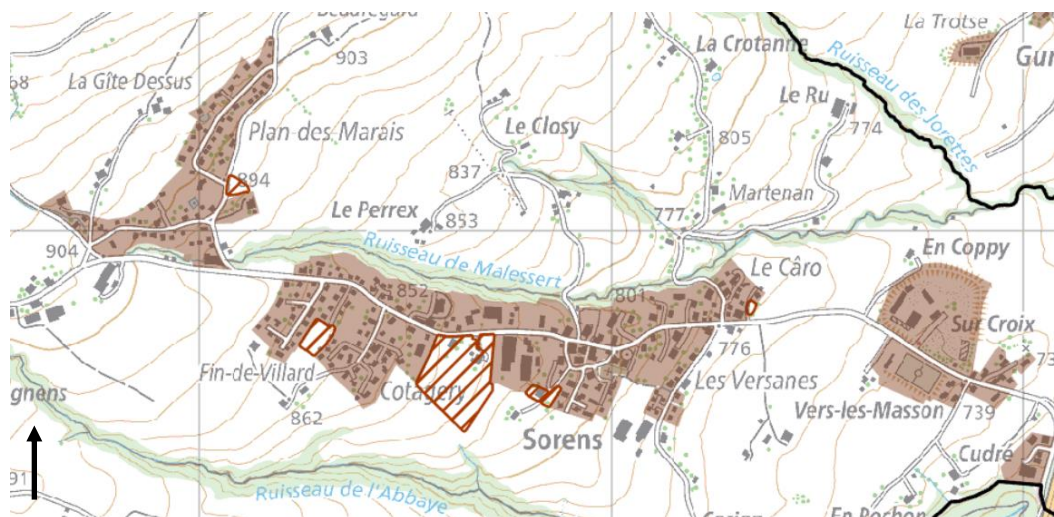 903
La Trotse
La Crotanne
La Gîte Dessus
Ruisseau des Jorettes
Le Ru
Plan des Marais
Le Closy
805
774
837
894
Martenan
Le Perrex
853
777
904
Ruisseau de Malessert
En Coppy
Le Câro
852
801
Sur Croix
776
Fin-de-Villard
Cotagery
Les Versanes
862
Vers-les-Masson
739
Sorens
Cudré
91
Ruisseau de l'Abbaye